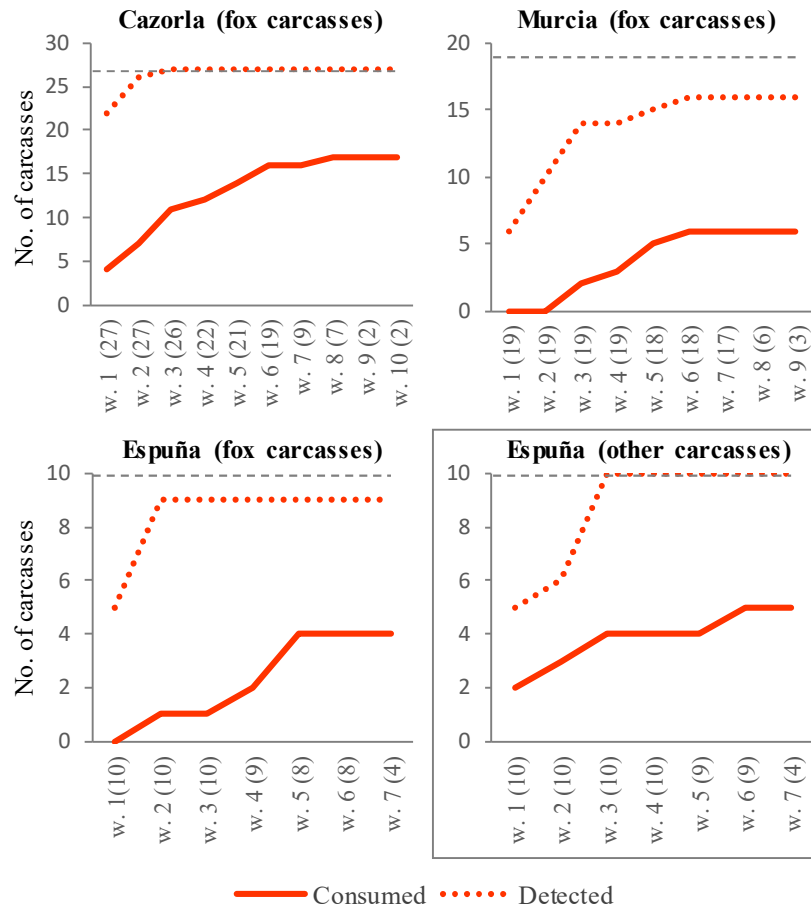 Cazorla (fox carcasses)
No. of carcasses
30
25
20
15
10
5
0
w. 1 (27)
w. 2 (27)
w. 3 (26)
w. 4 (22)
w. 5 (21)
w. 6 (19)
w. 7 (9)
w. 8 (7)
w. 9 (2)
w. 10 (2)
Murcia (fox carcasses)
20
15
10
5
0
w. 1 (19)
w. 2 (19)
w. 3 (19)
w. 4 (19)
w. 5 (18)
w. 6 (18)
w. 7 (17)
w. 8 (6)
w. 9 (3)
Espuña (fox carcasses)
No. of carcasses
10
8
6
4
2
0
w. 1(10)
w. 2 (10)
w. 3 (10)
w. 4 (9)
w. 5 (8)
w. 6 (8)
w. 7 (4)
Espuña (other carcasses)
10
8
6
4
2
0
w. 1 (10)
w. 2 (10)
w. 3 (10)
w. 4 (10)
w. 5 (9)
w. 6 (9)
w. 7 (4)
Consumed
Detected